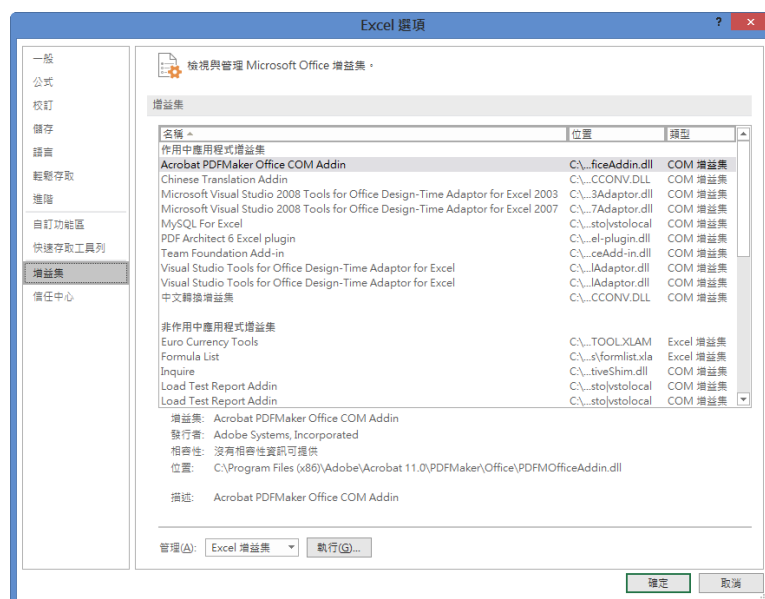 Excel 選項
? ×
一般
公式
校訂
儲存
語言
輕鬆存取
進階
自訂功能區
快速存取工具列
增益集
信任中心
檢視與管理 Microsoft Office 增益集。
增益集
名稱 位置 類型
作用中應用程式增益集
Acrobat PDFMaker Office COM Addin C:\...ficeAddin.dll COM 增益集
Chinese Translation Addin C:\...CCONV.DLL COM 增益集
Microsoft Visual Studio 2008 Tools for Office Design-Time Adaptor for Excel 2003 C:\...3Adaptor.dll COM 增益集
Microsoft Visual Studio 2008 Tools for Office Design-Time Adaptor for Excel 2007 C:\...7Adaptor.dll COM 增益集
MySQL For Excel C:\...sto|vstolocal COM 增益集
PDF Architect 6 Excel plugin C:\...el-plugin.dll COM 增益集
Team Foundation Add-in C:\...ceAdd-in.dll COM 增益集
Visual Studio Tools for Office Design-Time Adaptor for Excel C:\...lAdaptor.dll COM 增益集
Visual Studio Tools for Office Design-Time Adaptor for Excel C:\...lAdaptor.dll COM 增益集
中文轉換增益集 C:\...CCONV.DLL COM 增益集
非作用中應用程式增益集
Euro Currency Tools C:\...TOOL.XLAM Excel 增益集
Formula List C:\...s\formlist.xla Excel 增益集
Inquire C:\...tiveShim.dll COM 增益集
Load Test Report Addin C:\...sto|vstolocal COM 增益集
Load Test Report Addin C:\...sto|vstolocal COM 增益集
增益集: Acrobat PDFMaker Office COM Addin
發行者: Adobe Systems, Incorporated
相容性: 沒有相容性資訊可提供
位置: C:\Program Files (x86)\Adobe\Acrobat 11.0\PDFMaker\Office\PDFMOfficeAddin.dll
描述: Acrobat PDFMaker Office COM Addin
管理(A): Excel 增益集 執行(G)...
確定 取消